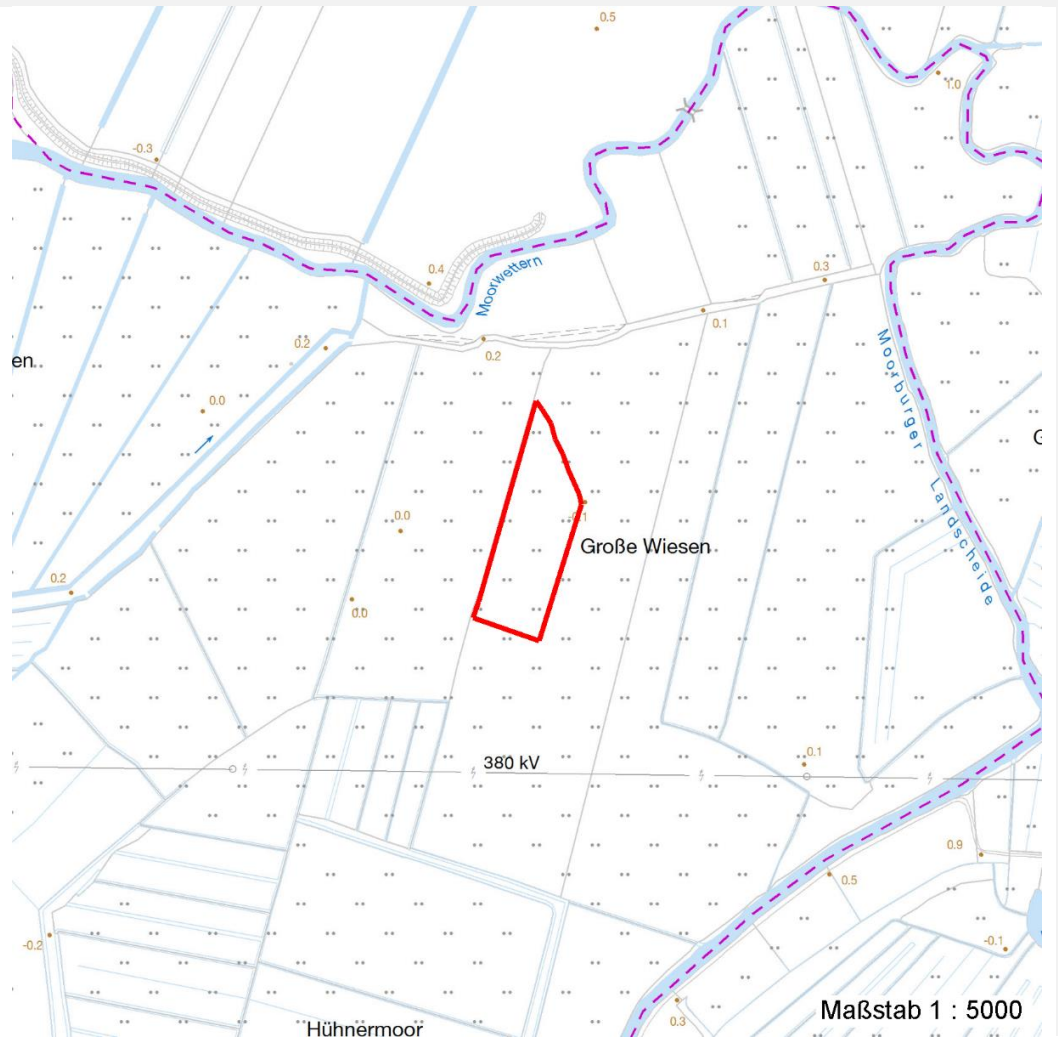 0.5
1.0
-0.3
0.4
Moorwettern
0.3
0.1
0.2
0.2
en.
0.0
Moorburger Landscheide
G
0.0
-0.1
Große Wiesen
0.2
0.0
380 kV
0.1
0.9
0.5
-0.2
-0.1
0.3
Maßstab 1 : 5000
Hühnermoor